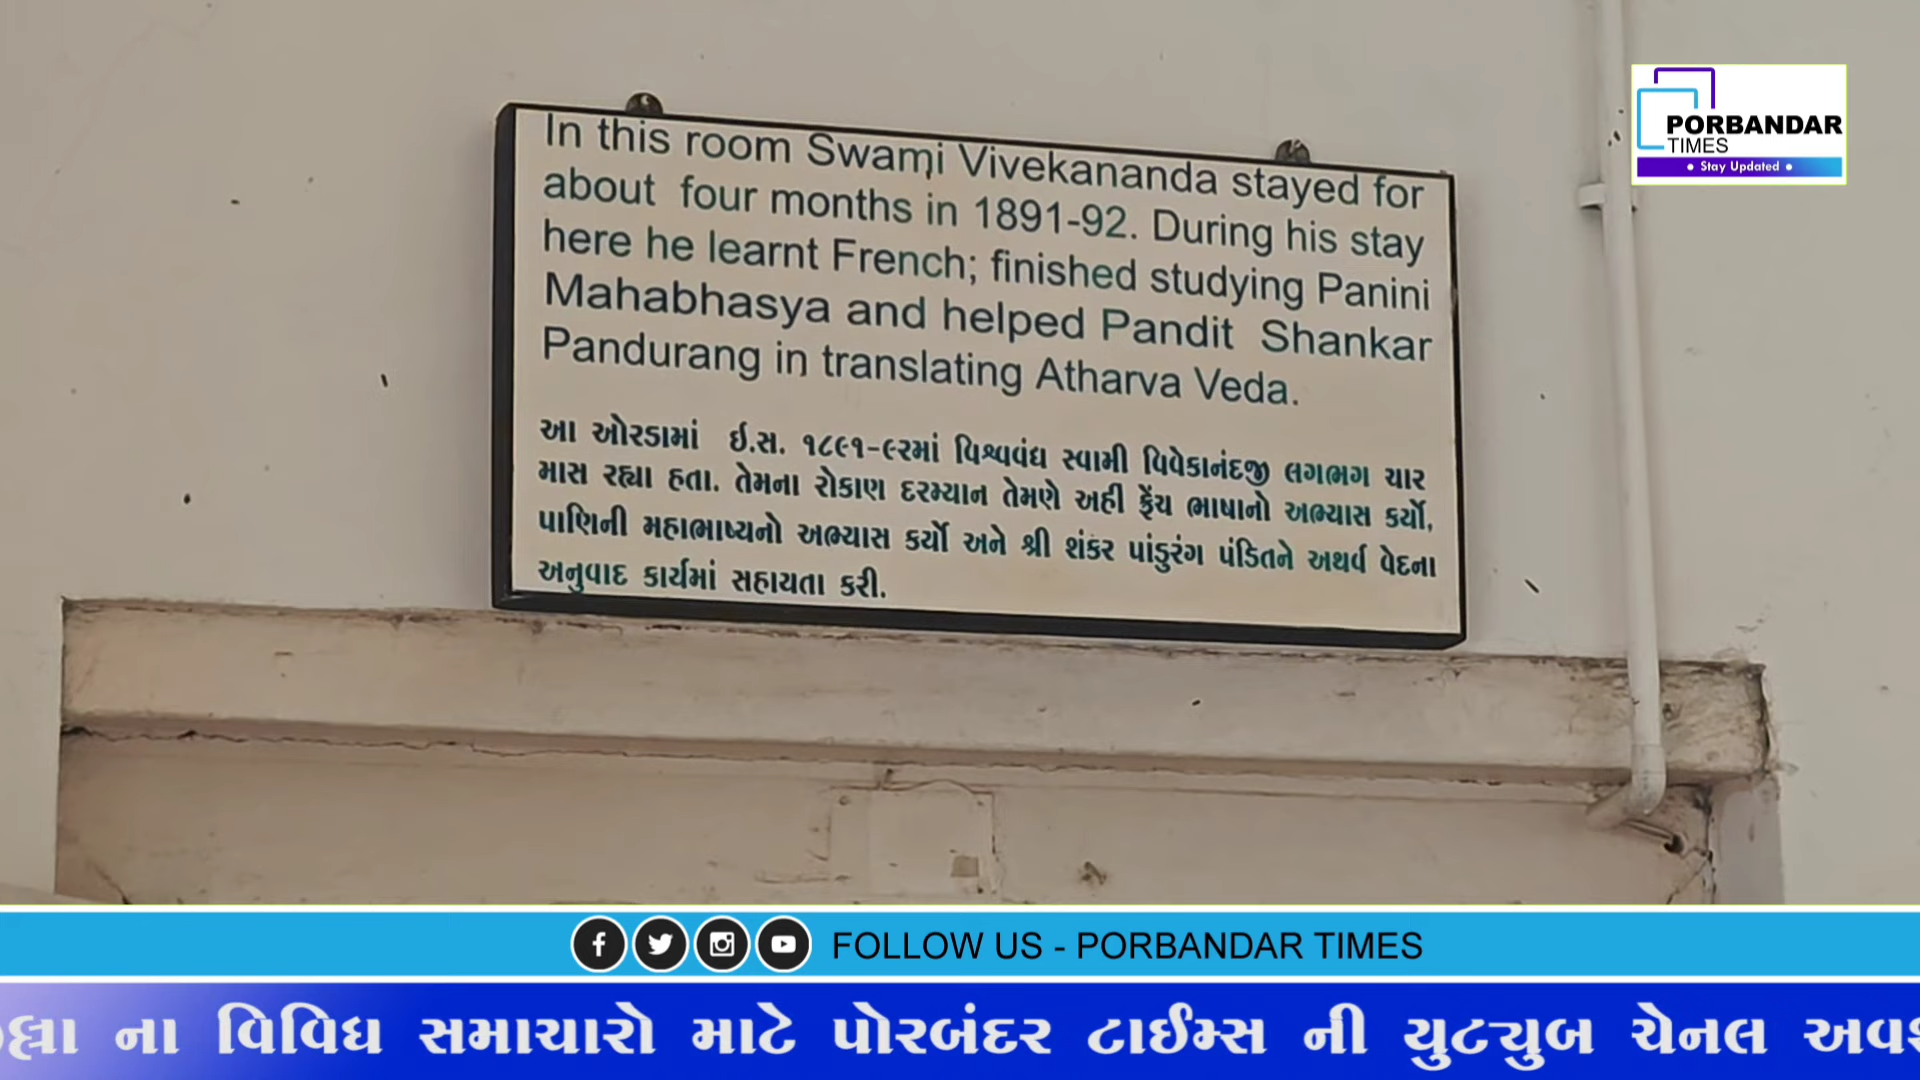 In this room Swami Vivekananda stayed for
about four months in 1891-92. During his stay
here he learnt French; finished studying Panini
Mahabhasya and helped Pandit Shankar
Pandurang in translating Atharva Veda.
આ ઓરડામાં ઈ.સ. ૧૮૯૧-૯૨માં વિશ્વવંદ્ય સ્વામી વિવેકાનંદજી લગભગ ચાર
માસ રહ્યા હતા. તેમના રોકાણ દરમ્યાન તેમણે અહી ફ્રેંચ ભાષાનો અભ્યાસ કર્યો,
પાણિની મહાભાષ્યનો અભ્યાસ કર્યો અને શ્રી શંકર પાંડુરંગ પંડિતને અથર્વ વેદના
અનુવાદ કાર્યમાં સહાયતા કરી.
PORBANDAR
TIMES
• Stay Updated •
FOLLOW US - PORBANDAR TIMES
ના વિવિધ સમાચારો માટે પોરબંદર ટાઈમ્સ ની યુટ્યુબ ચેનલ